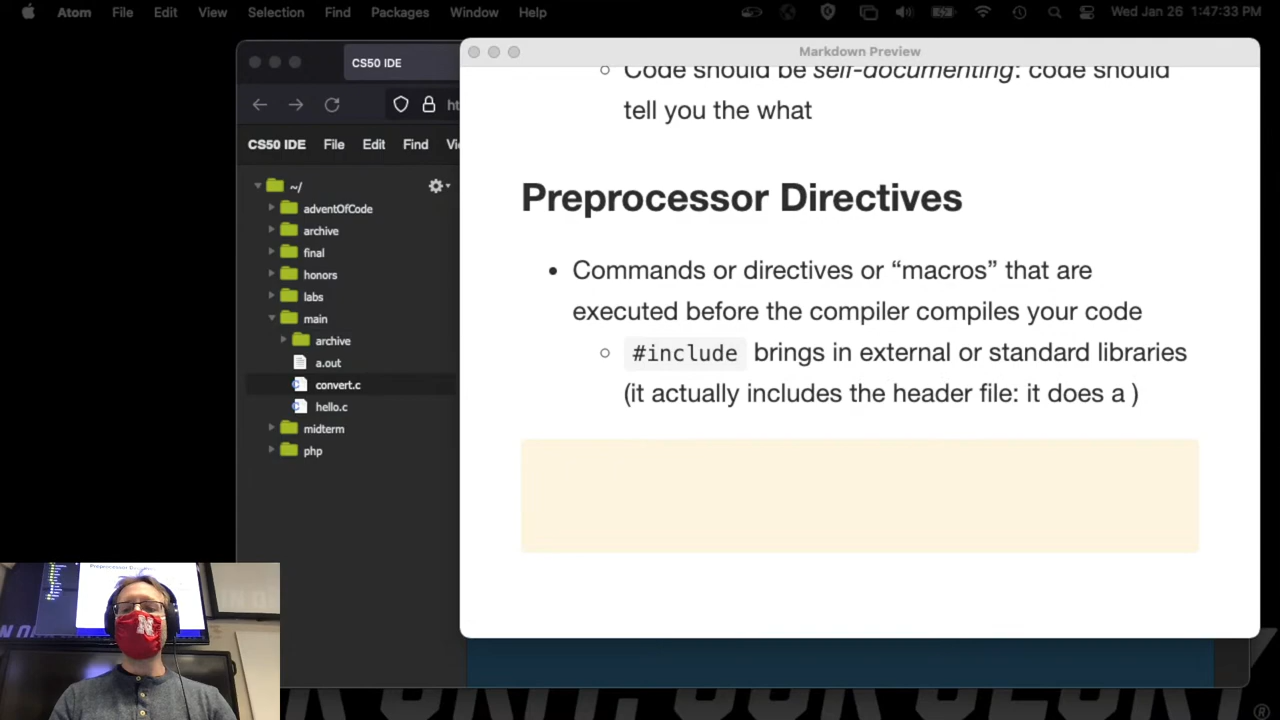 Atom File Edit View Selection Find Packages Window Help Wed Jan 26 1:47:33 PM
Markdown Preview
CS50 IDE
Code should be self-documenting: code should
tell you the what
CS50 IDE File Edit Find
~/
adventOfCode
archive
final
honors
labs
main
archive
a.out
convert.c
hello.c
midterm
php
Preprocessor Directives
• Commands or directives or “macros” that are
executed before the compiler compiles your code
#include brings in external or standard libraries
(it actually includes the header file: it does a )
N